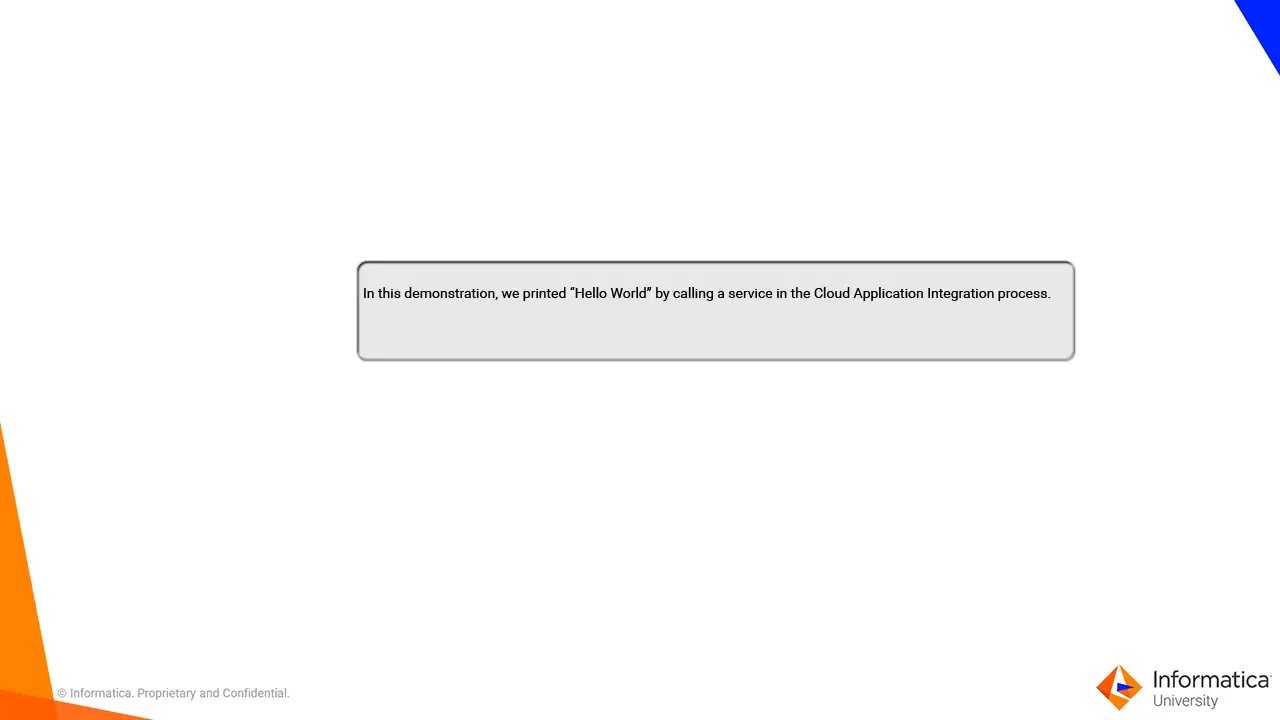 In this demonstration, we printed “Hello World” by calling a service in the Cloud Application Integration process.
© Informatica. Proprietary and Confidential.
Informatica
University